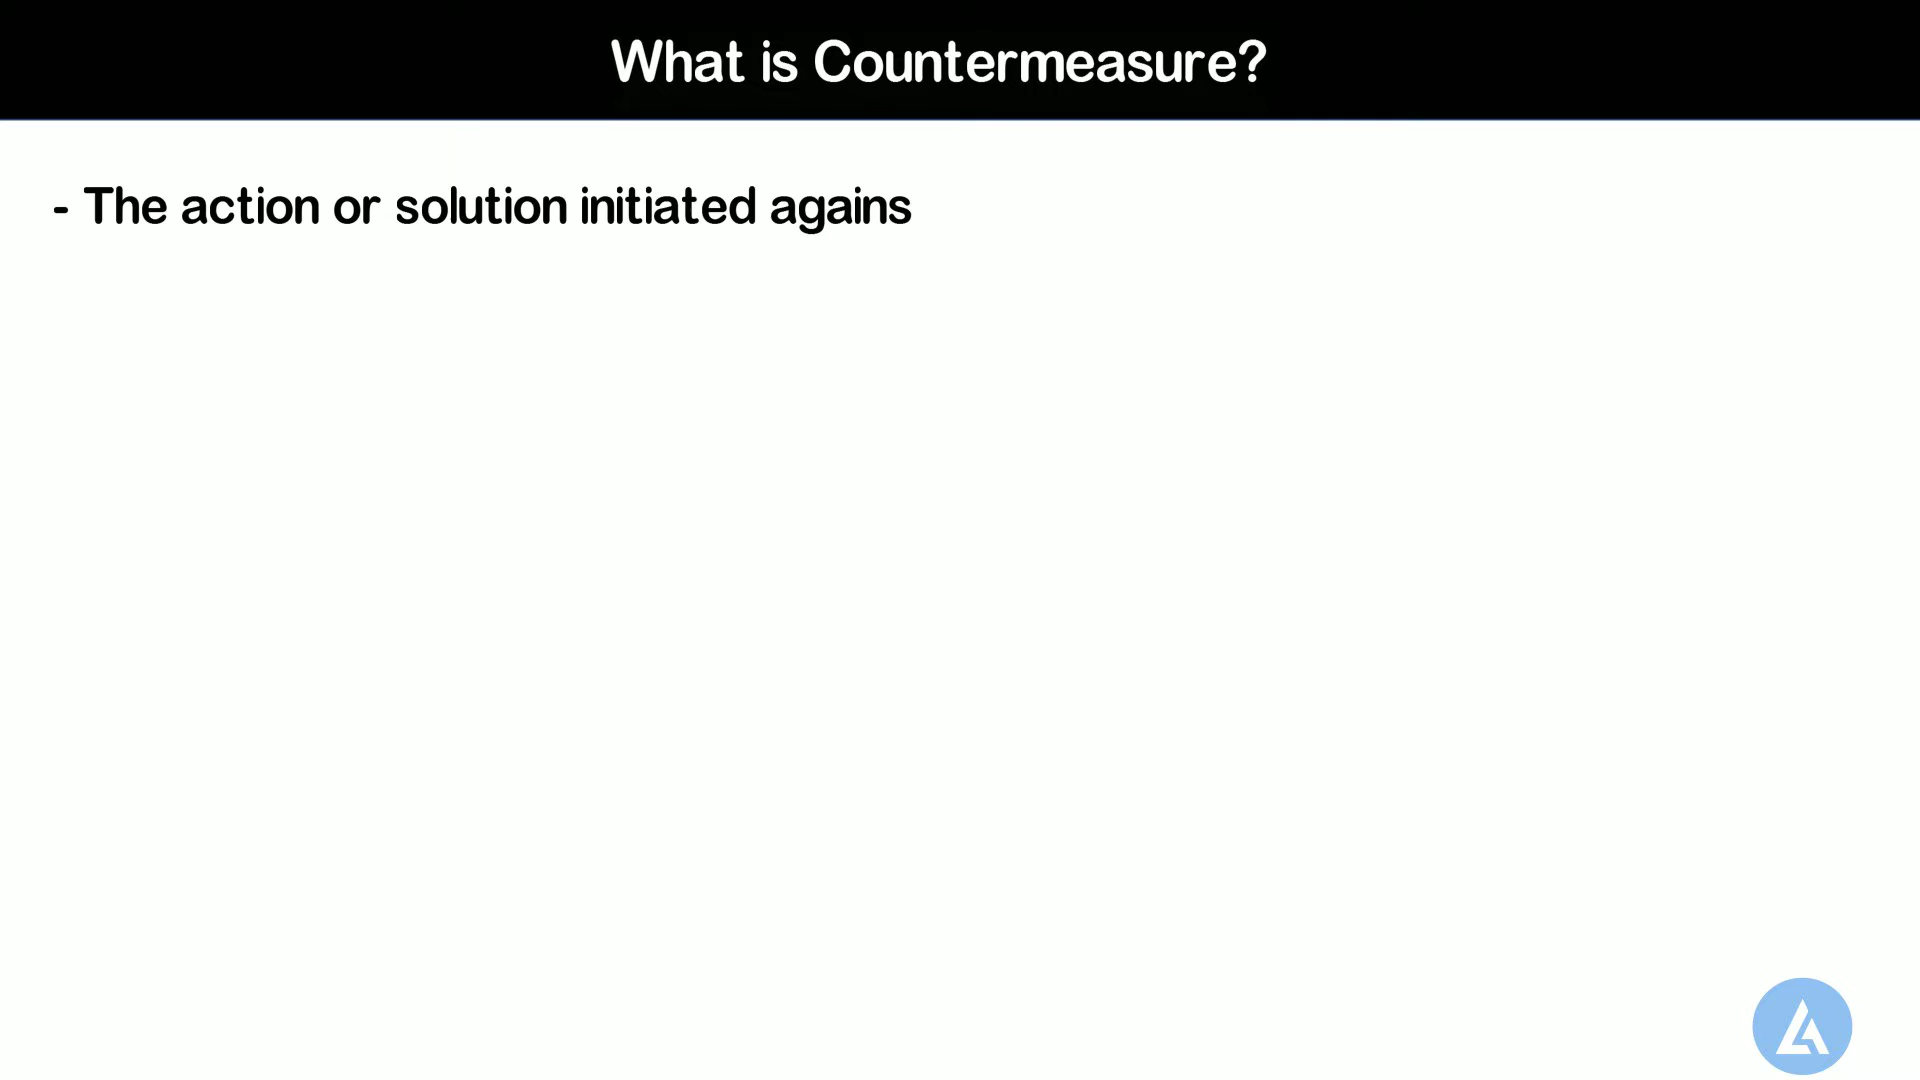 What is Countermeasure?
- The action or solution initiated agains